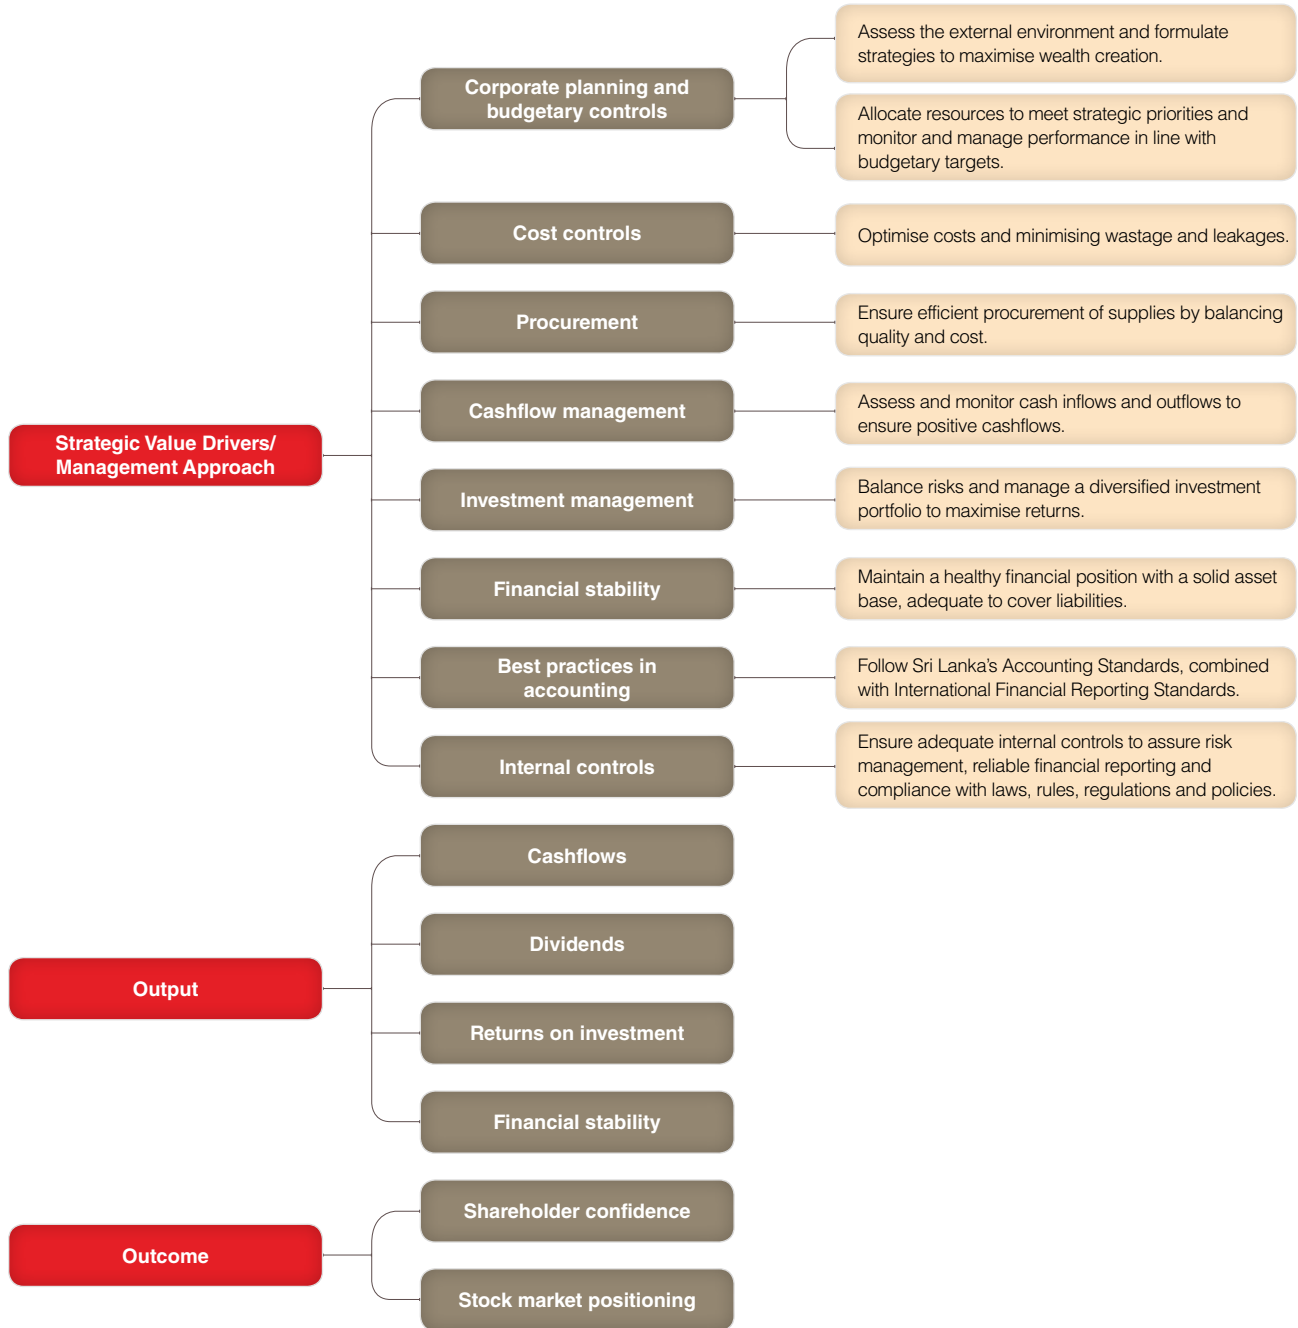 Strategic Value Drivers/
Management Approach
Corporate planning and
budgetary controls
Assess the external environment and formulate
strategies to maximise wealth creation.
Allocate resources to meet strategic priorities and
monitor and manage performance in line with
budgetary targets.
Cost controls
Optimise costs and minimising wastage and leakages.
Procurement
Ensure efficient procurement of supplies by balancing
quality and cost.
Cashflow management
Assess and monitor cash inflows and outflows to
ensure positive cashflows.
Investment management
Balance risks and manage a diversified investment
portfolio to maximise returns.
Financial stability
Maintain a healthy financial position with a solid asset
base, adequate to cover liabilities.
Best practices in
accounting
Follow Sri Lanka's Accounting Standards, combined
with International Financial Reporting Standards.
Internal controls
Ensure adequate internal controls to assure risk
management, reliable financial reporting and
compliance with laws, rules, regulations and policies.
Output
Cashflows
Dividends
Returns on investment
Financial stability
Outcome
Shareholder confidence
Stock market positioning